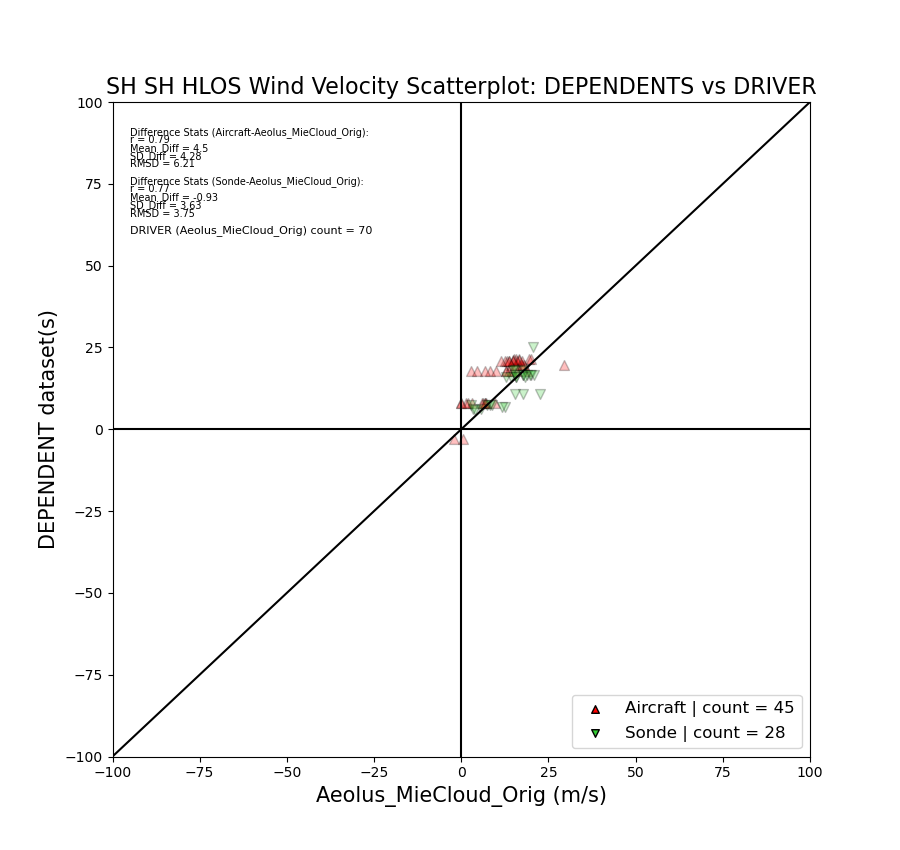 SH SH HLOS Wind Velocity Scatterplot: DEPENDENTS vs DRIVER
100
75
50
25
0
−25
−50
−75
−100
DEPENDENT dataset(s)
Difference Stats (Aircraft-Aeolus_MieCloud_Orig):
r = 0.79
Mean_Diff = 4.5
SD_Diff = 4.28
RMSD = 6.21
Difference Stats (Sonde-Aeolus_MieCloud_Orig):
r = 0.77
Mean_Diff = -0.93
SD_Diff = 3.63
RMSD = 3.75
DRIVER (Aeolus_MieCloud_Orig) count = 70
Aircraft | count = 45
Sonde | count = 28
−100 −75 −50 −25 0 25 50 75 100
Aeolus_MieCloud_Orig (m/s)